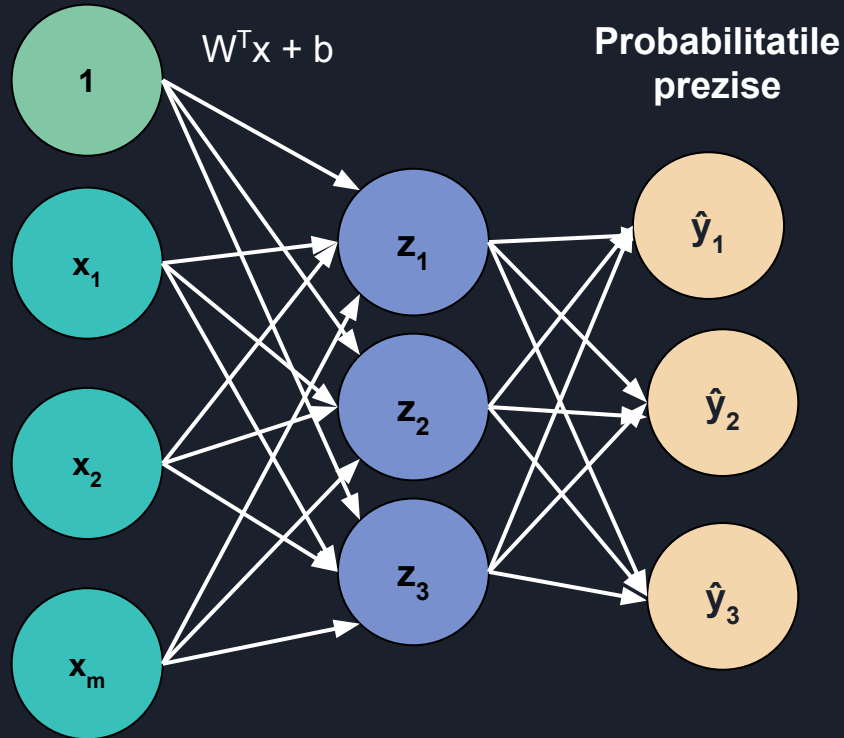 1
Wᵀx + b
Probabilitatile
prezise
x₁
x₂
xₘ
z₁
z₂
z₃
ŷ₁
ŷ₂
ŷ₃